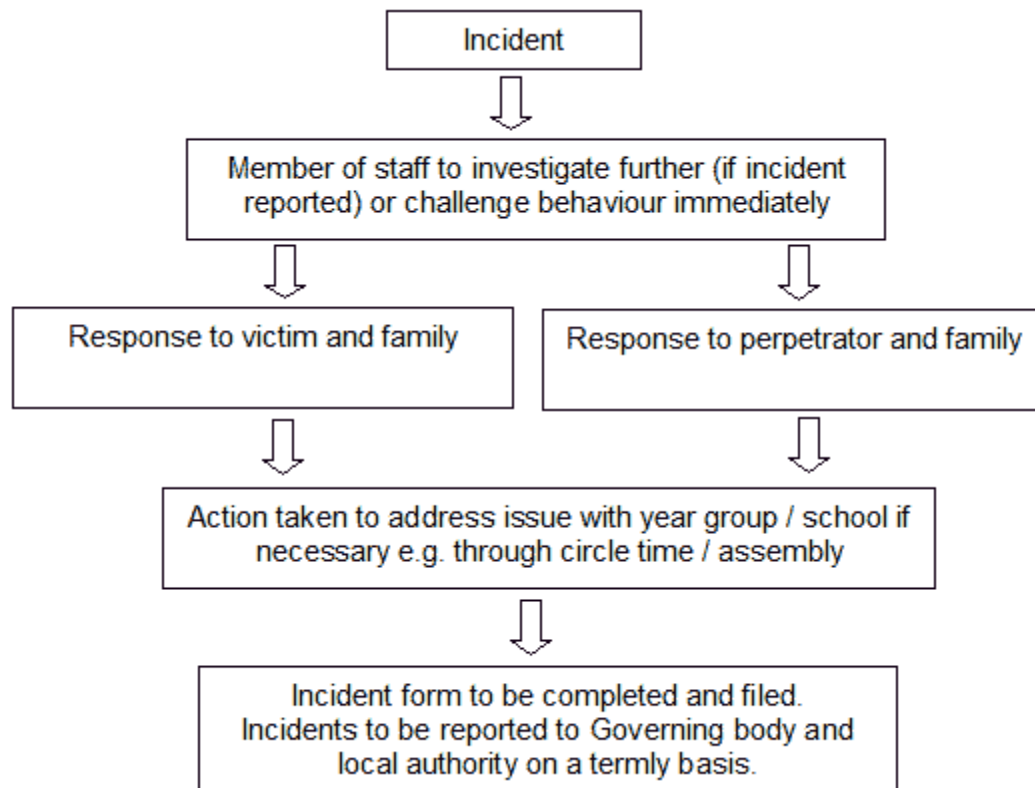 Incident
Member of staff to investigate further (if incident
reported) or challenge behaviour immediately
Response to victim and family
Response to perpetrator and family
Action taken to address issue with year group / school if
necessary e.g. through circle time / assembly
Incident form to be completed and filed.
Incidents to be reported to Governing body and
local authority on a termly basis.